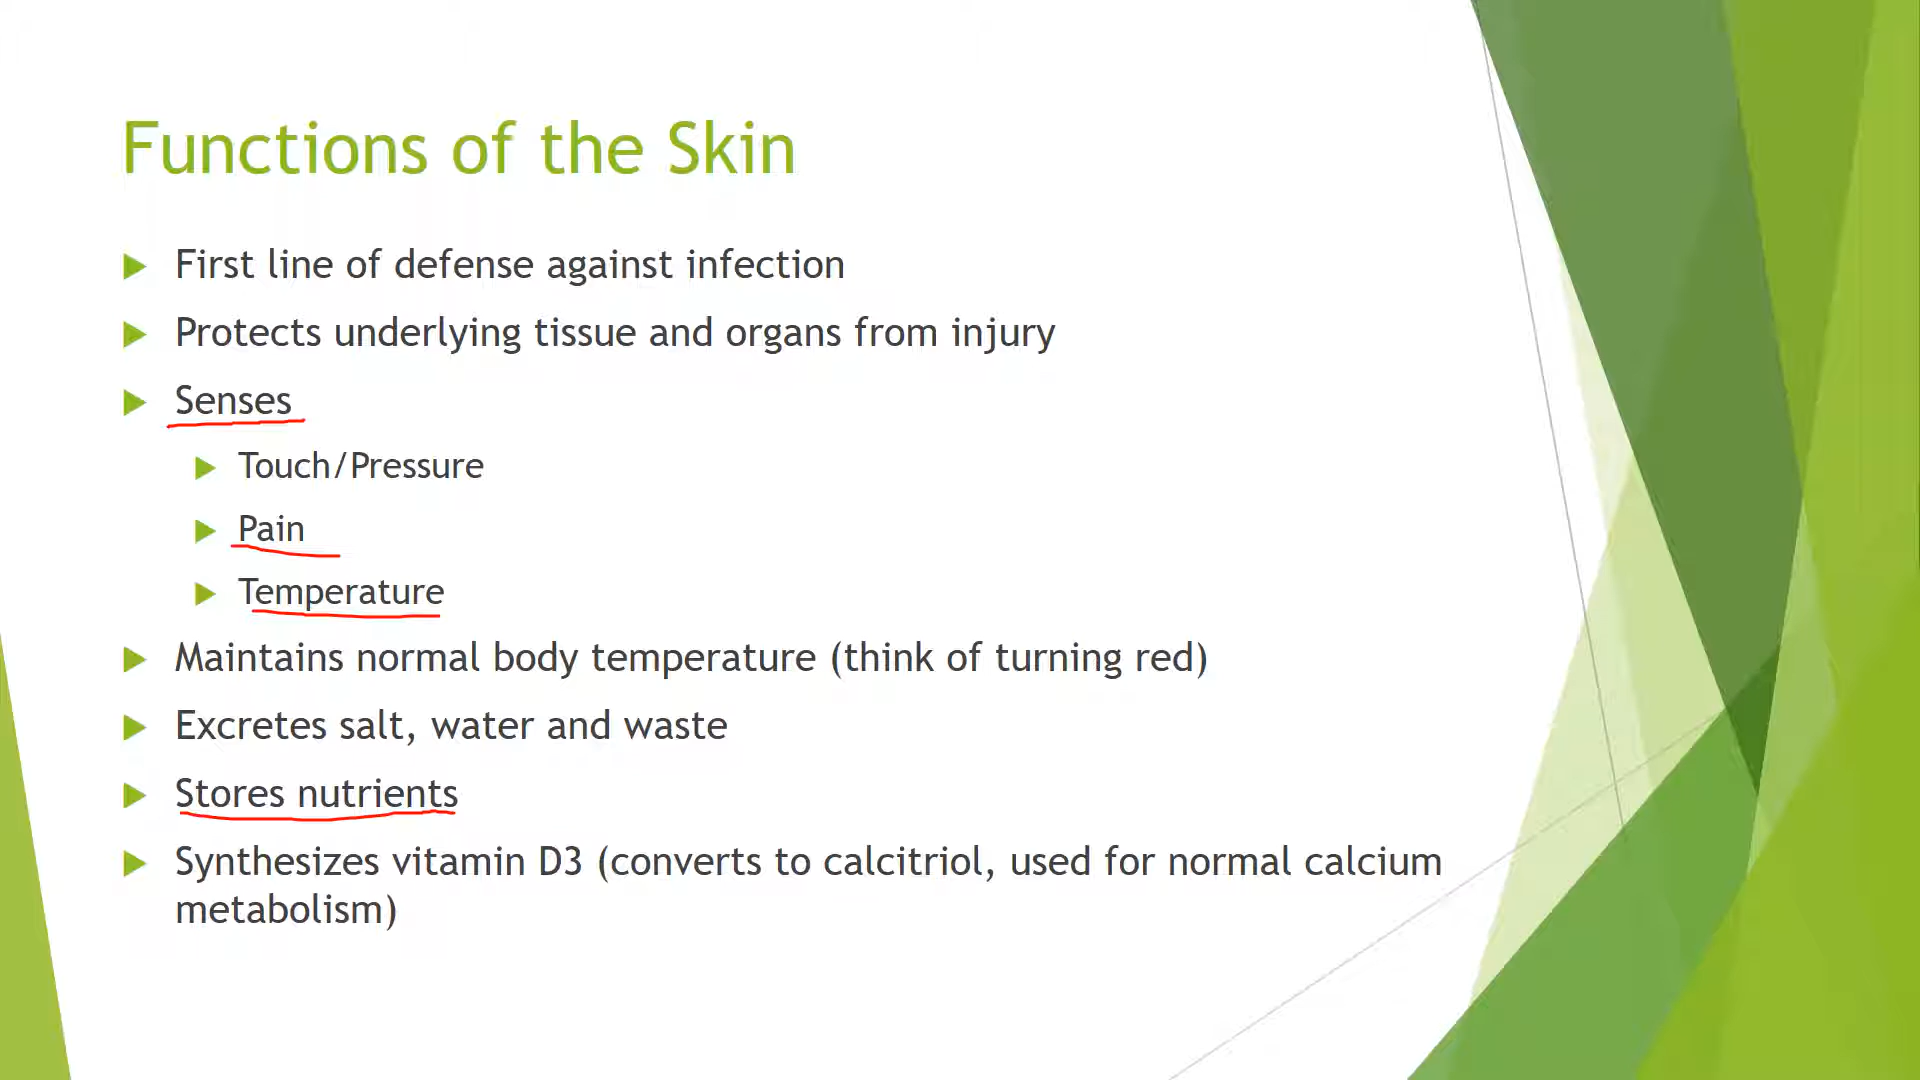 Functions of the Skin
First line of defense against infection
Protects underlying tissue and organs from injury
Senses
Touch/Pressure
Pain
Temperature
Maintains normal body temperature (think of turning red)
Excretes salt, water and waste
Stores nutrients
Synthesizes vitamin D3 (converts to calcitriol, used for normal calcium
metabolism)